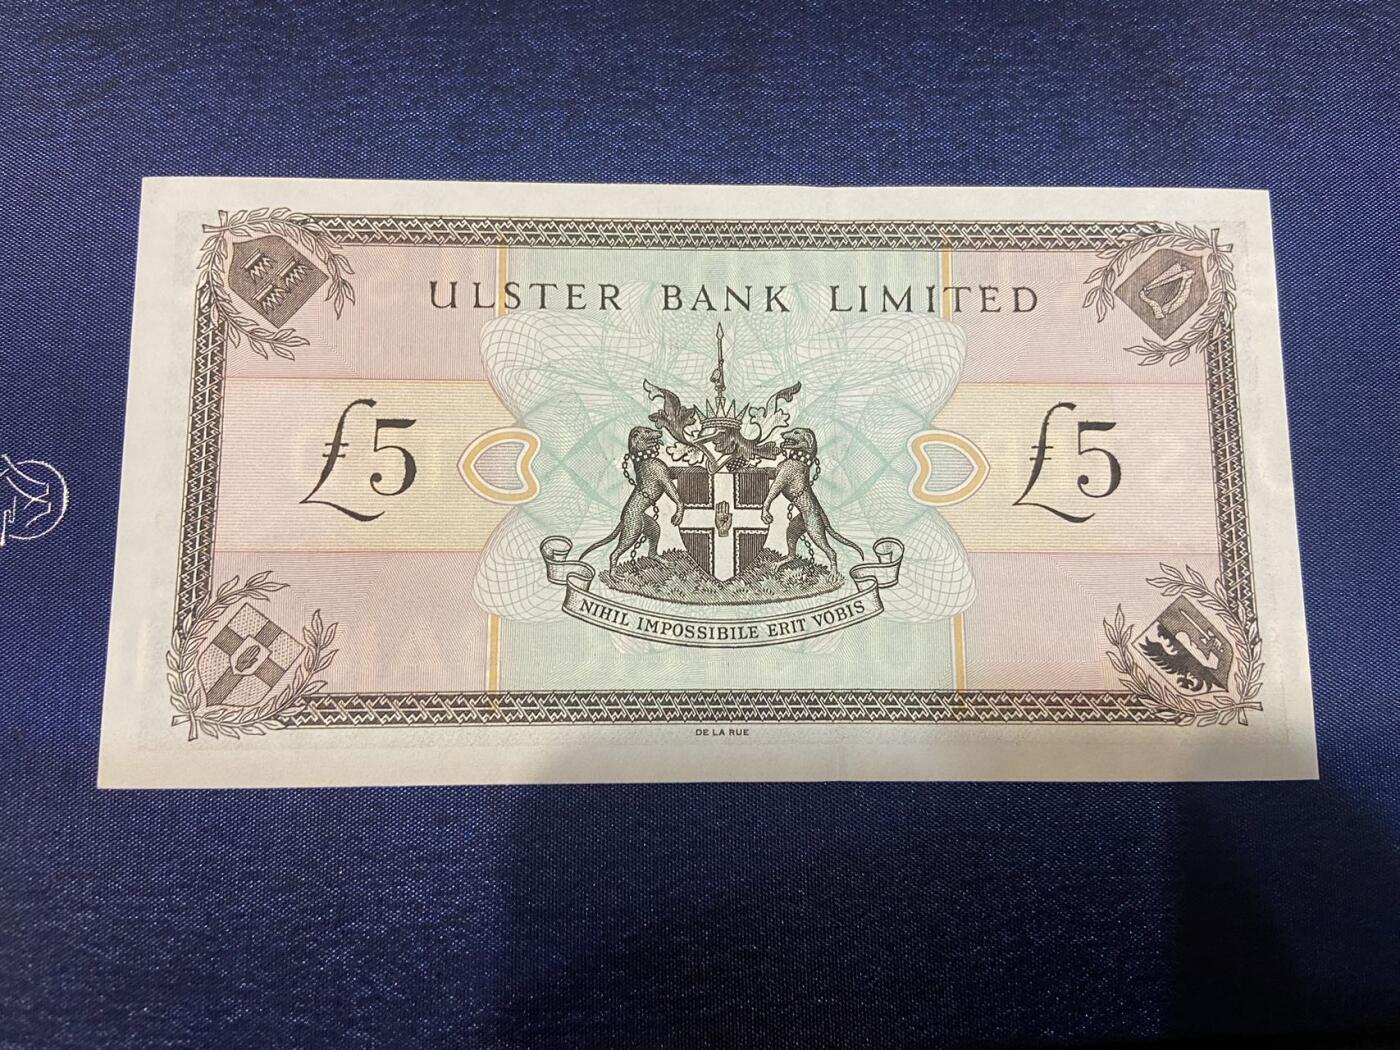 ULSTER BANK LIMITED
£5
£5
NIHIL IMPOSSIBILE ERIT VOBIS
DE LA RUE